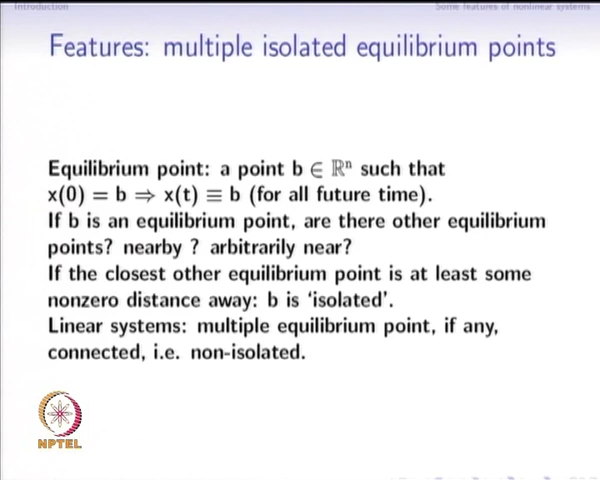 Introduction
Some features of nonlinear systems
Features: multiple isolated equilibrium points
Equilibrium point: a point b ∈ ℝⁿ such that
x(0) = b ⇒ x(t) ≡ b (for all future time).
If b is an equilibrium point, are there other equilibrium
points? nearby ? arbitrarily near?
If the closest other equilibrium point is at least some
nonzero distance away: b is ‘isolated’.
Linear systems: multiple equilibrium point, if any,
connected, i.e. non-isolated.
NPTEL